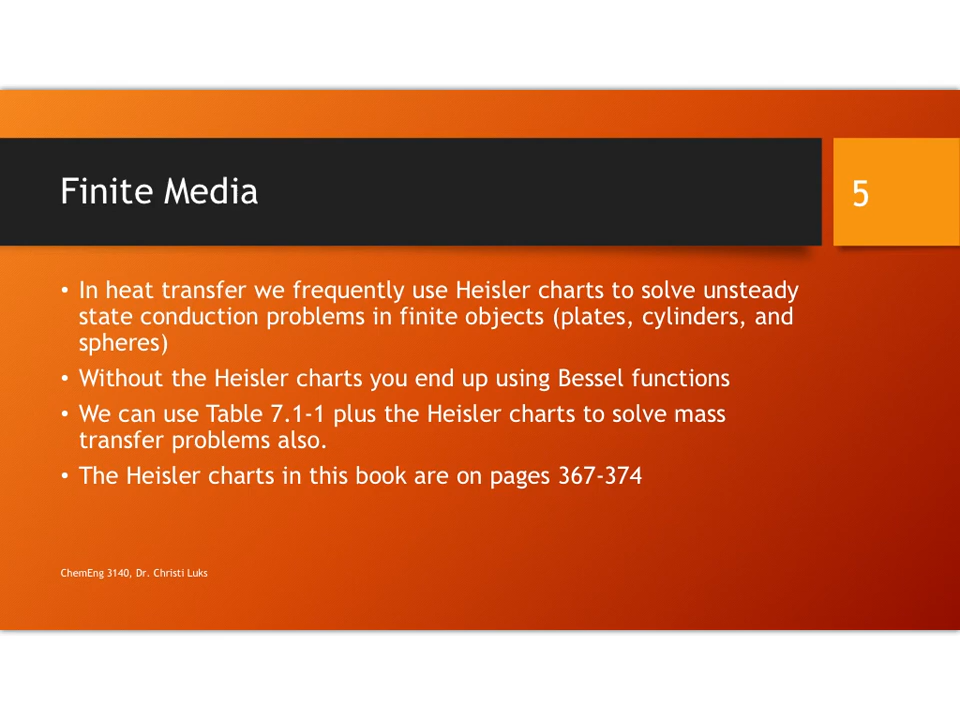 Finite Media
5
• In heat transfer we frequently use Heisler charts to solve unsteady
state conduction problems in finite objects (plates, cylinders, and
spheres)
• Without the Heisler charts you end up using Bessel functions
• We can use Table 7.1-1 plus the Heisler charts to solve mass
transfer problems also.
• The Heisler charts in this book are on pages 367-374
ChemEng 3140, Dr. Christi Luks